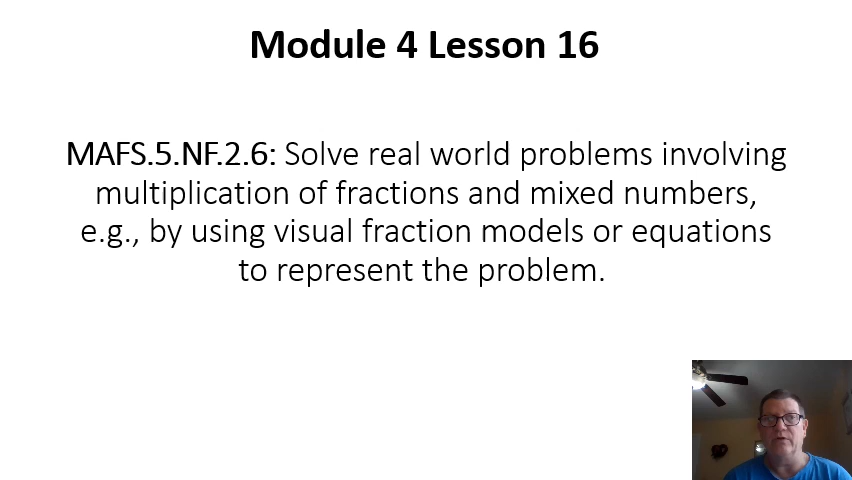 Module 4 Lesson 16
MAFS.5.NF.2.6: Solve real world problems involving
multiplication of fractions and mixed numbers,
e.g., by using visual fraction models or equations
to represent the problem.